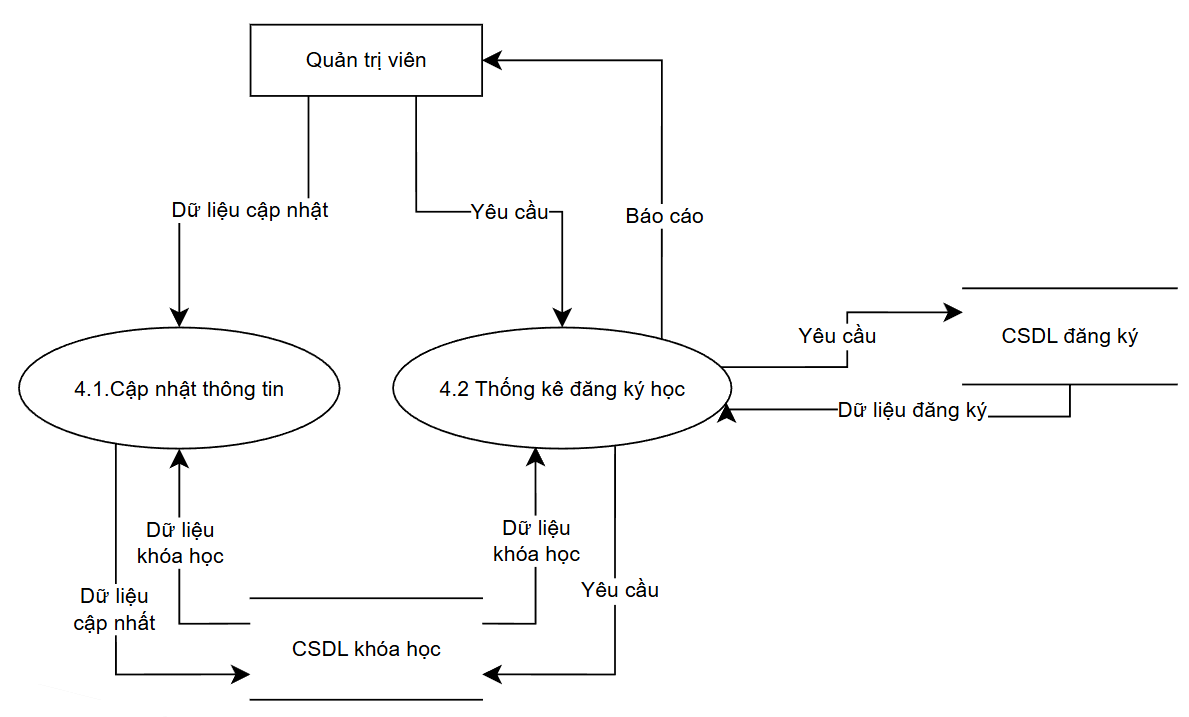 Quản trị viên
Dữ liệu cập nhật
Yêu cầu
Báo cáo
Yêu cầu
CSDL đăng ký
4.1.Cập nhật thông tin
4.2 Thống kê đăng ký học
Dữ liệu đăng ký
Dữ liệu
khóa học
Dữ liệu
khóa học
Dữ liệu
cập nhất
Yêu cầu
CSDL khóa học